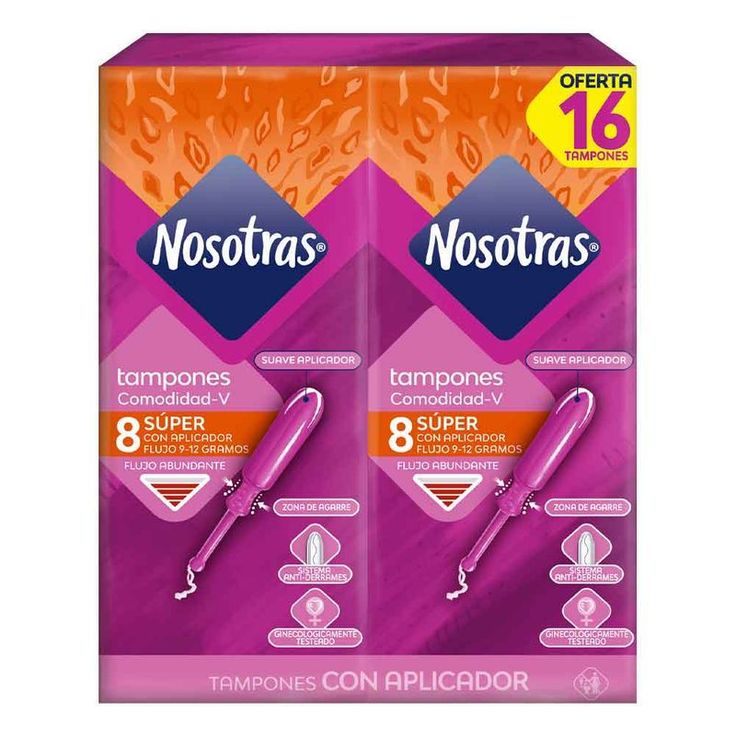 OFERTA
16
TAMPONES
Nosotras®
SUAVE APLICADOR
tampones
Comodidad-V
8 SÚPER
CON APLICADOR
FLUJO 9-12 GRAMOS
FLUJO ABUNDANTE
ZONA DE AGARRE
SISTEMA
ANTI-DERRAMES
GINECOLÓGICAMENTE
TESTEADO
Nosotras®
SUAVE APLICADOR
tampones
Comodidad-V
8 SÚPER
CON APLICADOR
FLUJO 9-12 GRAMOS
FLUJO ABUNDANTE
ZONA DE AGARRE
SISTEMA
ANTI-DERRAMES
GINECOLÓGICAMENTE
TESTEADO
TAMPONES CON APLICADOR